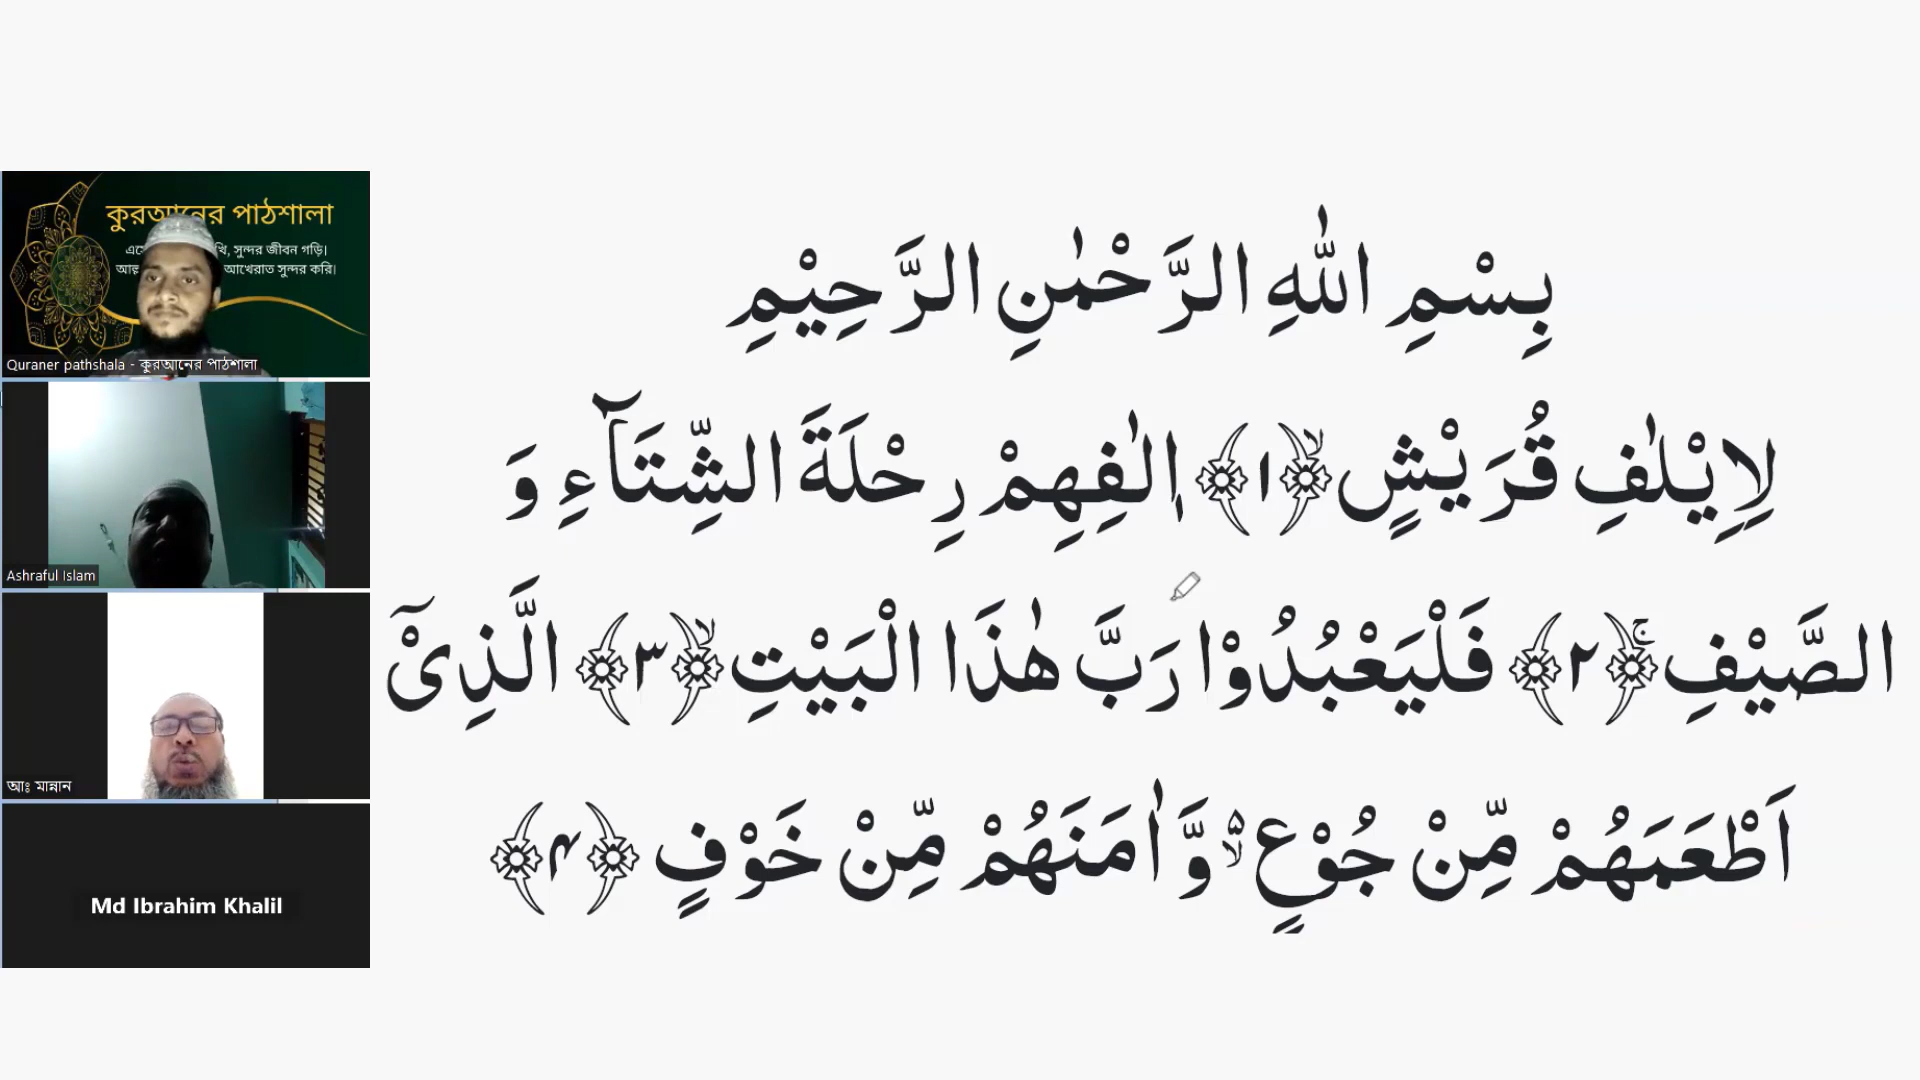 কুরআনের পাঠশালা
সুন্দর জীবন গড়ি।
আখেরাত সুন্দর করি।
Quraner pathshala - কুরআনের পাঠশালা
Ashraful Islam
আঃ মান্নান
Md Ibrahim Khalil
بِسْمِ اللّٰهِ الرَّحْمٰنِ الرَّحِيْمِ
لِاِيْلٰفِ قُرَيْشٍۙ﴿۱﴾ اٖلٰفِهِمْ رِحْلَةَ الشِّتَآءِ وَ
الصَّيْفِۚ﴿۲﴾ فَلْيَعْبُدُوْا رَبَّ هٰذَا الْبَيْتِۙ﴿۳﴾ الَّذِیْۤ
اَطْعَمَهُمْ مِّنْ جُوْعٍ ۙ۬ وَّ اٰمَنَهُمْ مِّنْ خَوْفٍ ﴿۴﴾